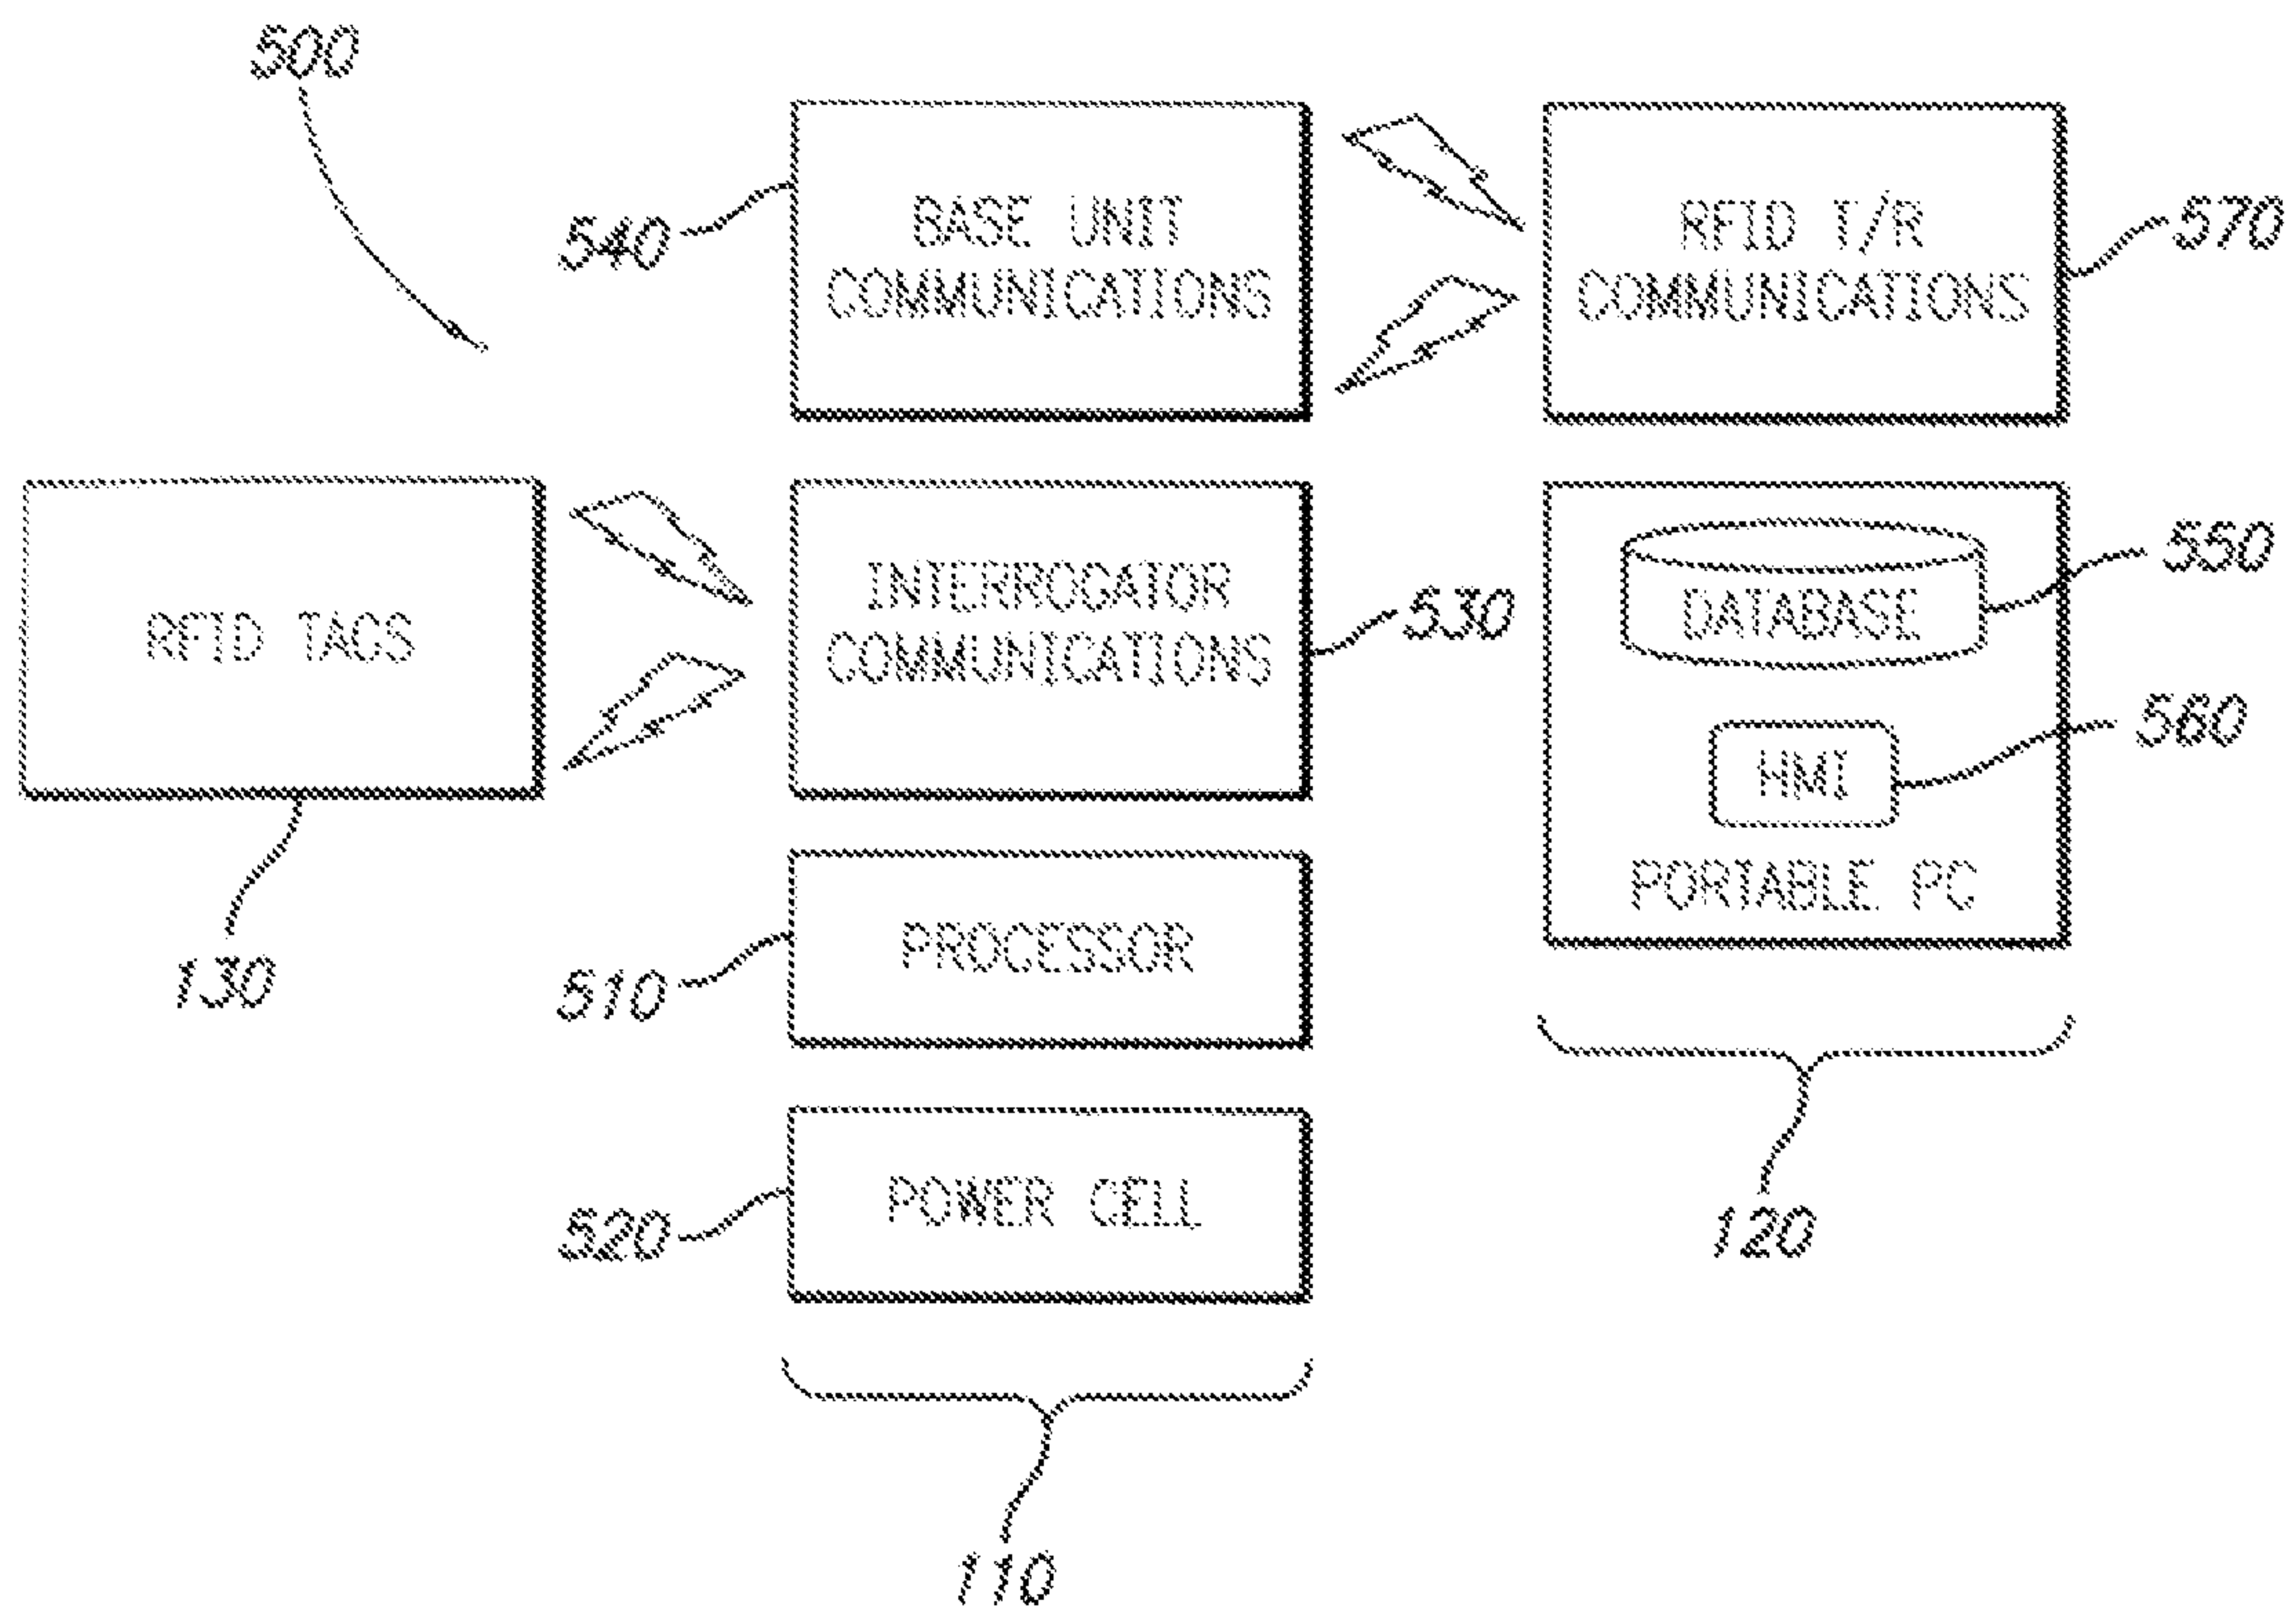 500
540
BASE UNIT
COMMUNICATIONS
RFID T/R
COMMUNICATIONS
570
RFID TAGS
130
INTERROGATOR
COMMUNICATIONS
530
DATABASE
550
HMI
560
PORTABLE PC
510
PROCESSOR
520
POWER CELL
120
110